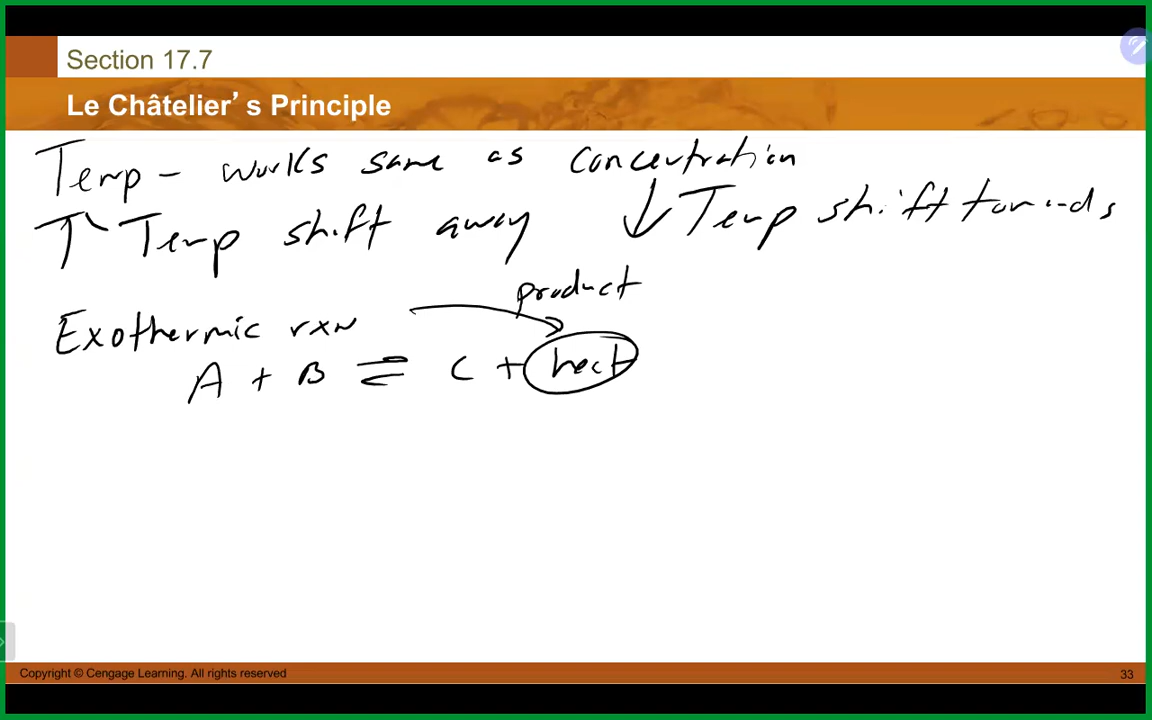 Section 17.7
Le Châtelier's Principle
Temp - works same as concentration
↑ Temp shift away ↓ Temp shift towards
product
Exothermic rxn
A + B ⇌ C + heat
Copyright © Cengage Learning. All rights reserved 33